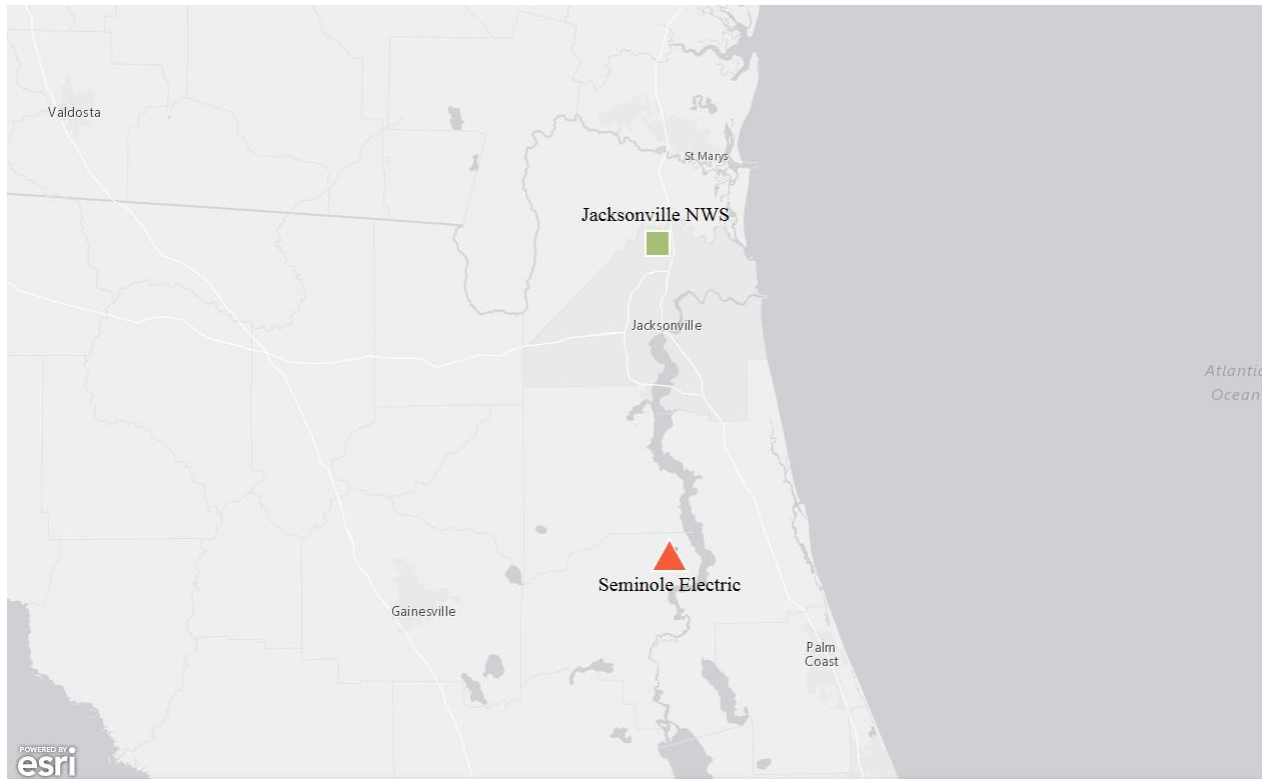 Valdosta
St Marys
Jacksonville NWS
Jacksonville
Atlantic
Ocean
Seminole Electric
Gainesville
Palm
Coast
POWERED BY
esri